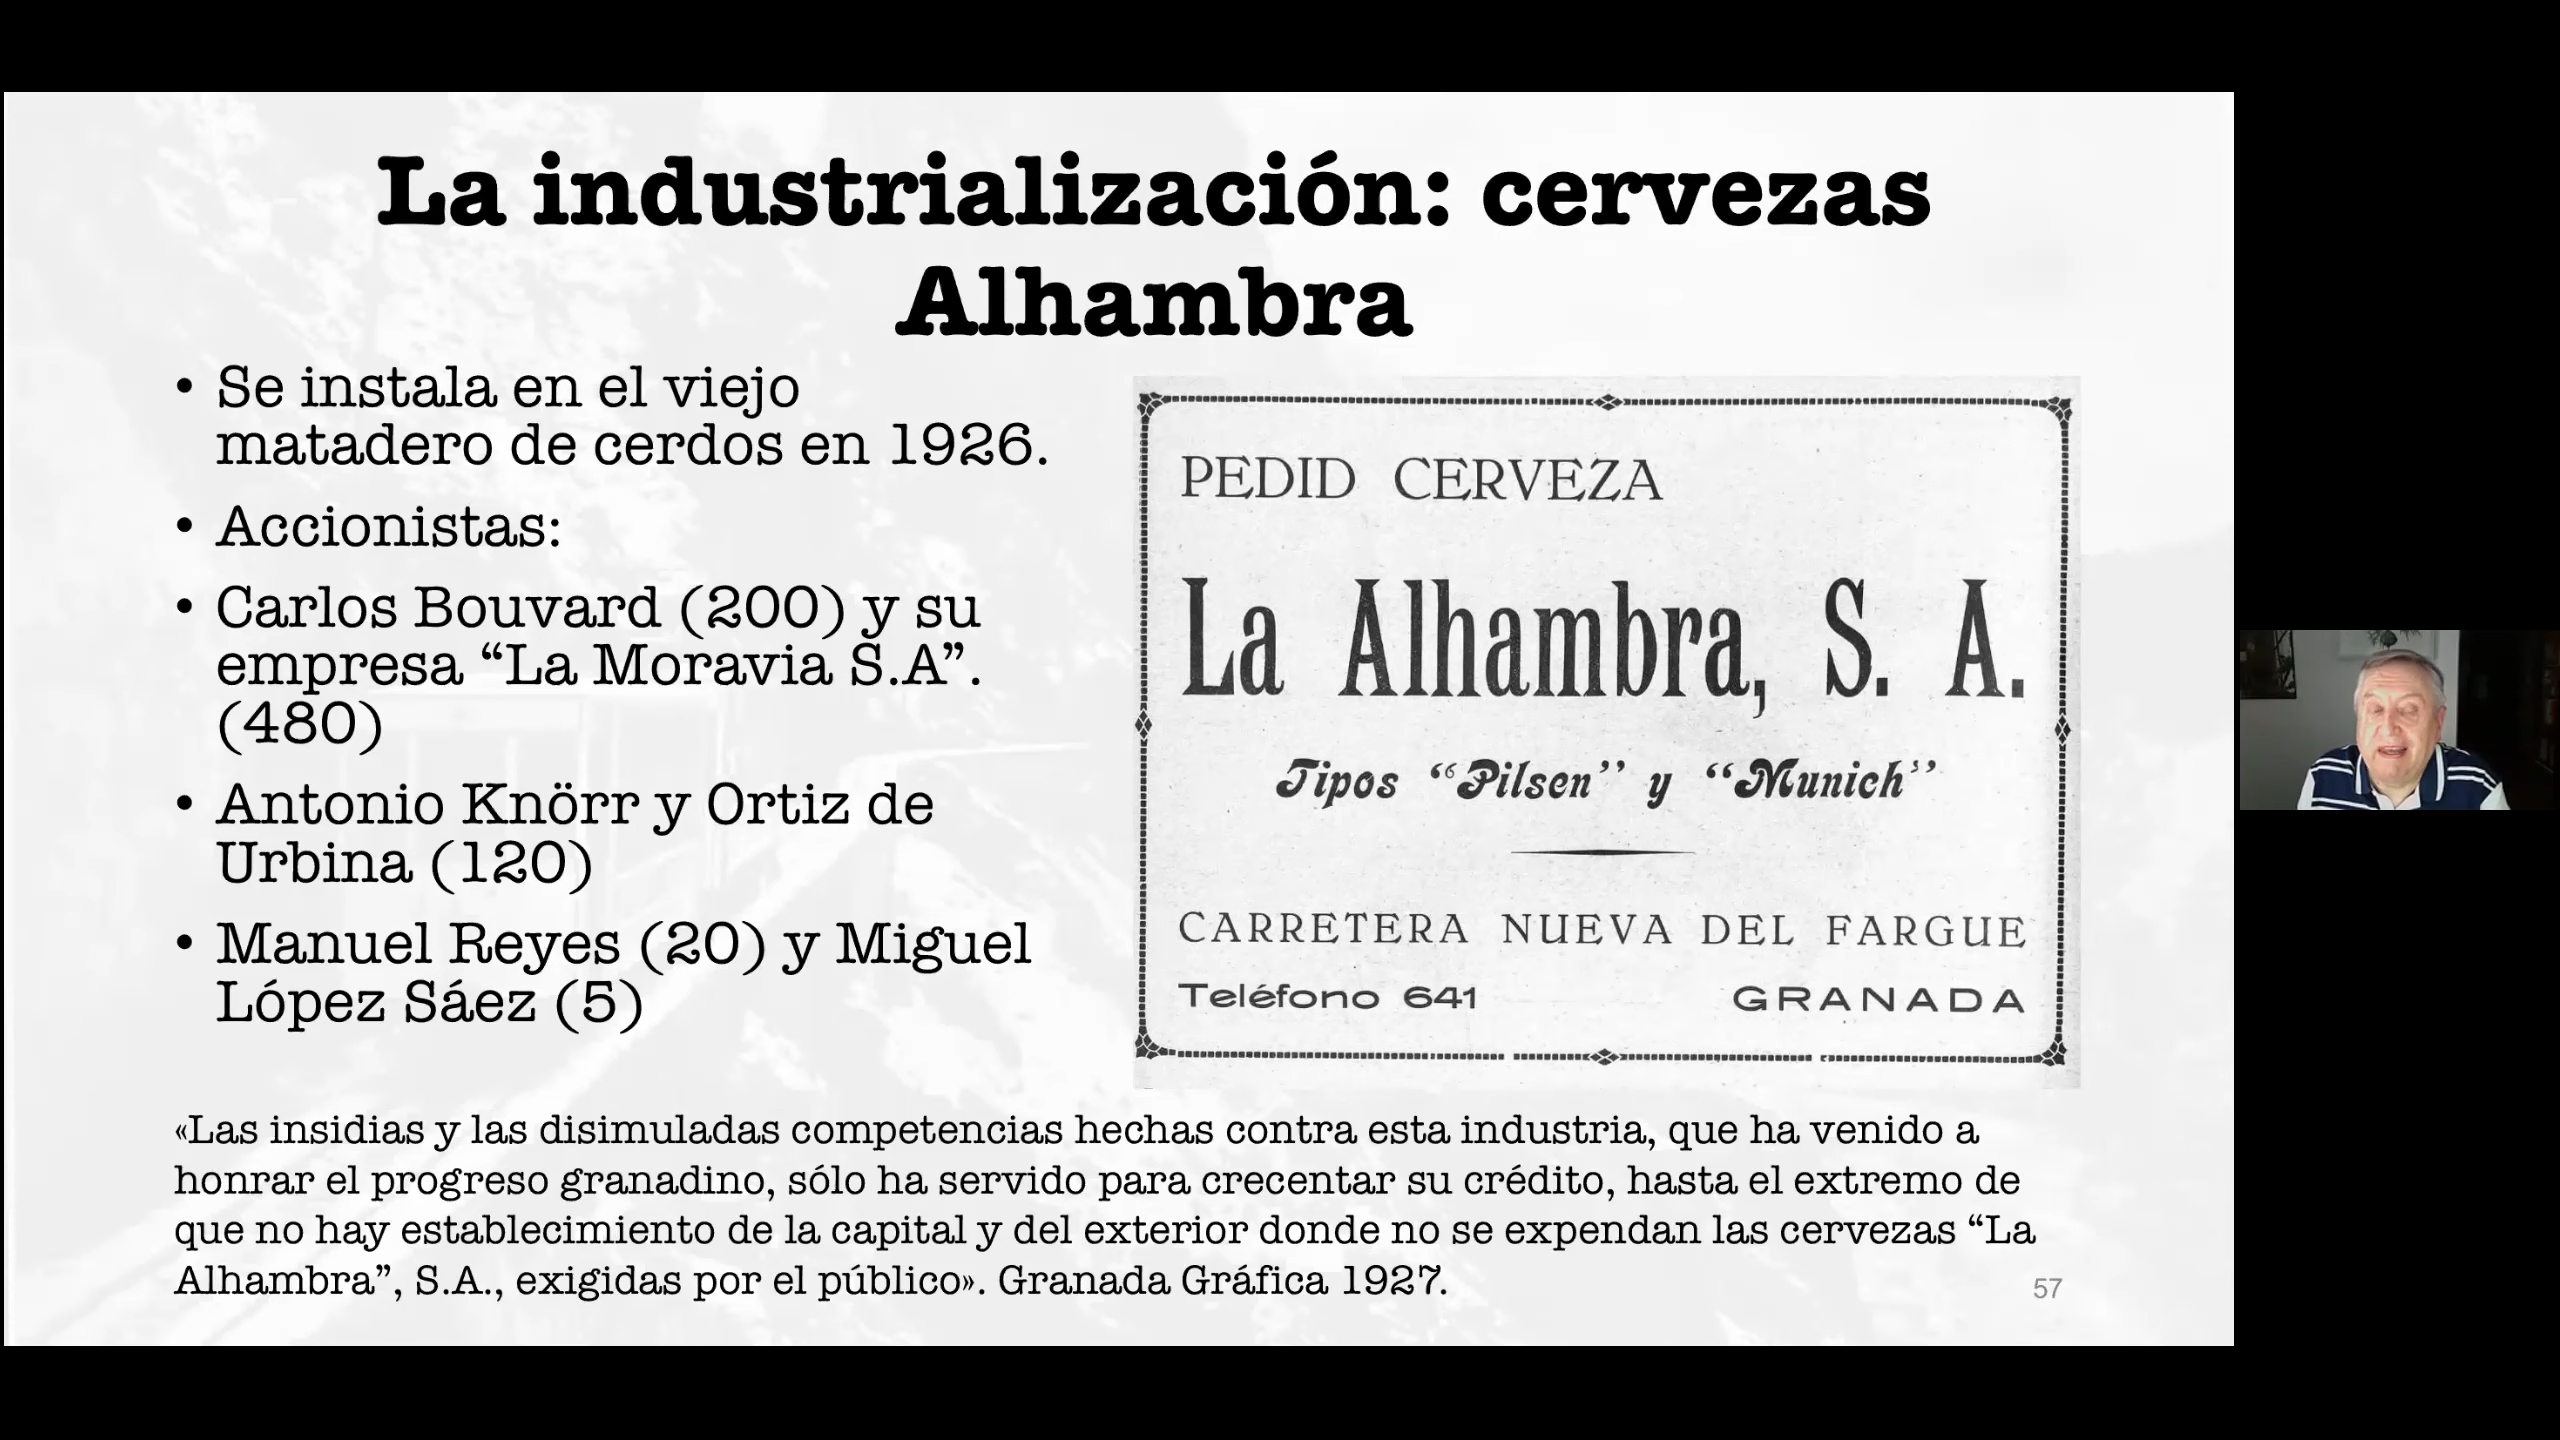 La industrialización: cervezas
Alhambra
• Se instala en el viejo
matadero de cerdos en 1926.
• Accionistas:
• Carlos Bouvard (200) y su
empresa “La Moravia S.A”.
(480)
• Antonio Knörr y Ortiz de
Urbina (120)
• Manuel Reyes (20) y Miguel
López Sáez (5)
PEDID CERVEZA
La Alhambra, S. A.
Tipos “Pilsen” y “Munich”
CARRETERA NUEVA DEL FARGUE
Teléfono 641 GRANADA
«Las insidias y las disimuladas competencias hechas contra esta industria, que ha venido a
honrar el progreso granadino, sólo ha servido para crecentar su crédito, hasta el extremo de
que no hay establecimiento de la capital y del exterior donde no se expendan las cervezas “La
Alhambra”, S.A., exigidas por el público». Granada Gráfica 1927.
57